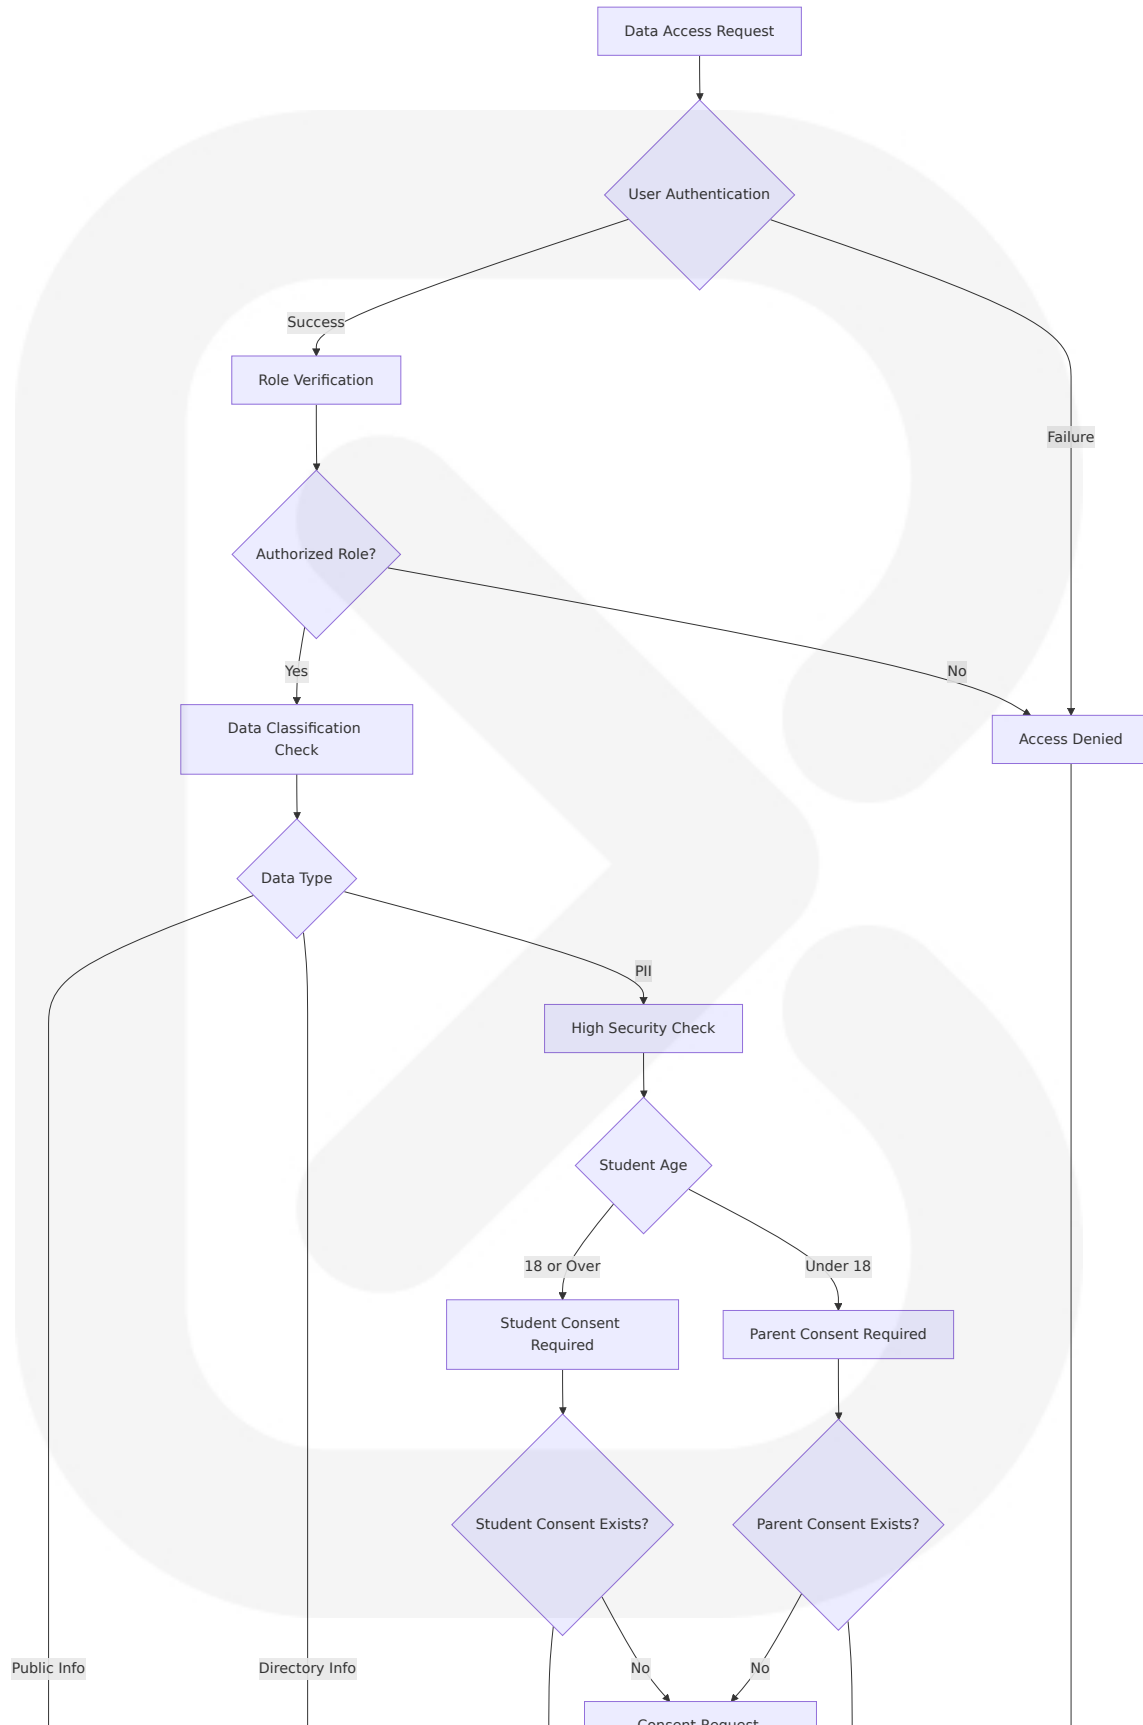 Data Access Request
User Authentication
Success
Role Verification
Failure
Authorized Role?
Yes
No
Data Classification
Check
Access Denied
Data Type
PII
High Security Check
Student Age
18 or Over
Under 18
Student Consent
Required
Parent Consent Required
Student Consent Exists?
Parent Consent Exists?
Public Info
Directory Info
No
No
Consent Request